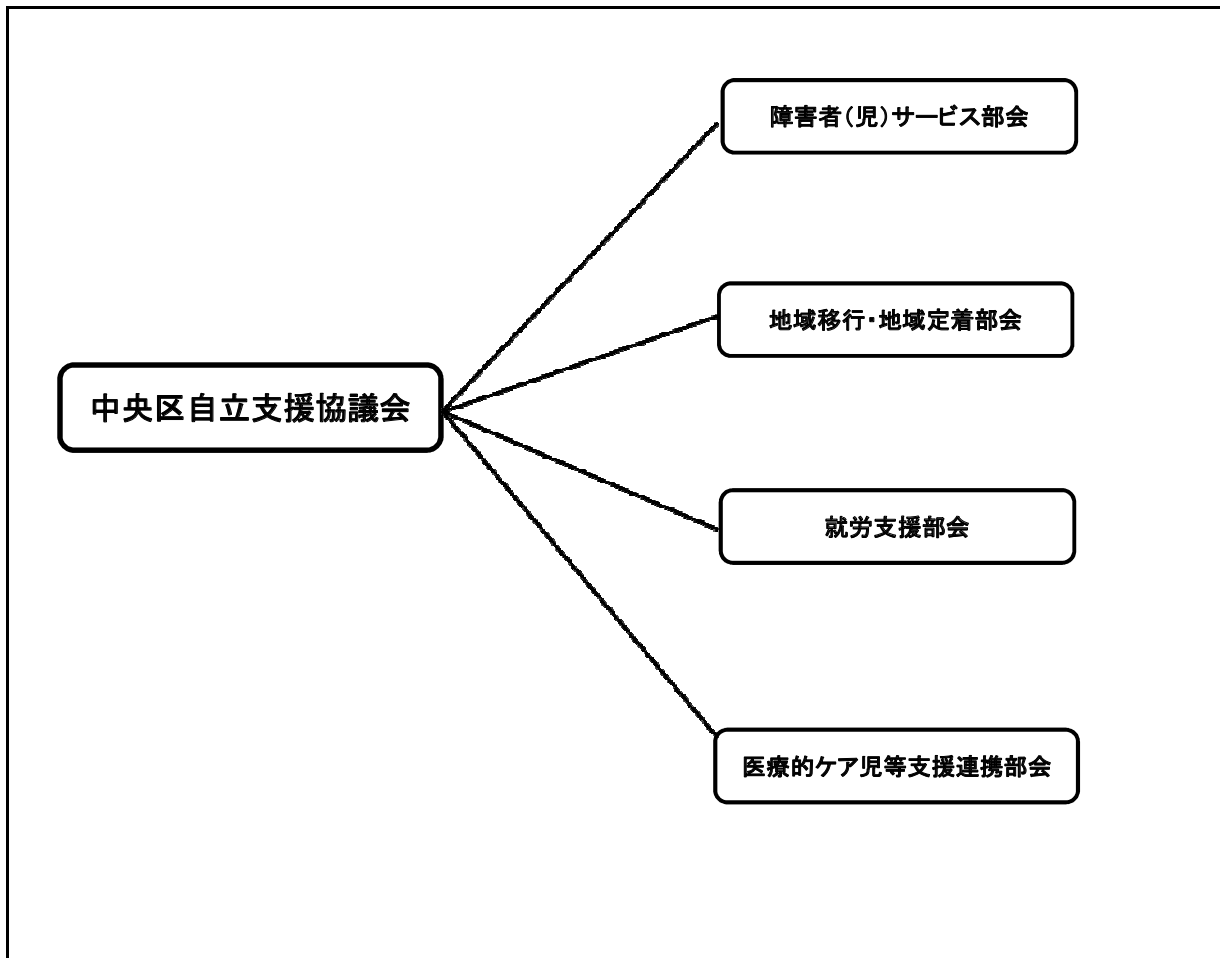 障害者（児）サービス部会
地域移行・地域定着部会
中央区自立支援協議会
就労支援部会
医療的ケア児等支援連携部会